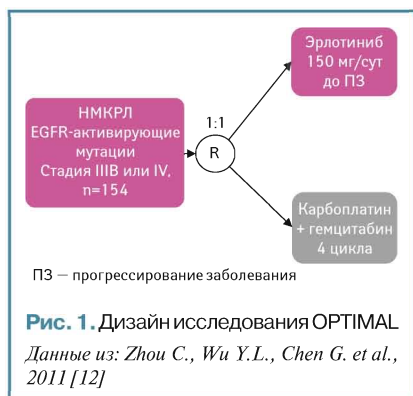 НМКРЛ
EGFR-активирующие
мутации
Стадия IIIB или IV,
n=154
1:1
R
Эрлотиниб
150 мг/сут
до ПЗ
Карбоплатин
+ гемцитабин
4 цикла
ПЗ — прогрессирование заболевания
Рис. 1. Дизайн исследования OPTIMAL
Данные из: Zhou C., Wu Y.L., Chen G. et al.,
2011 [12]